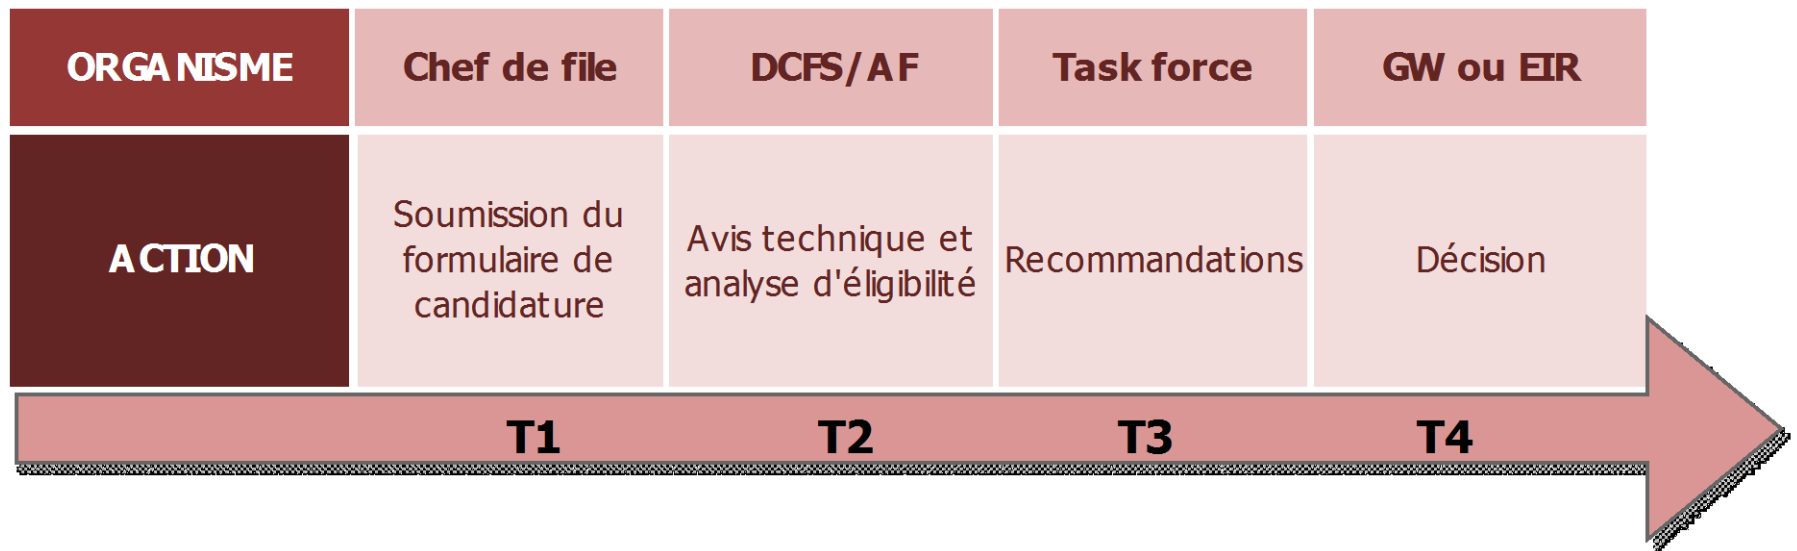 ORGANISME
Chef de file
DCFS/AF
Task force
GW ou EIR
ACTION
Soumission du
formulaire de
candidature
Avis technique et
analyse d'éligibilité
Recommandations
Décision
T1
T2
T3
T4